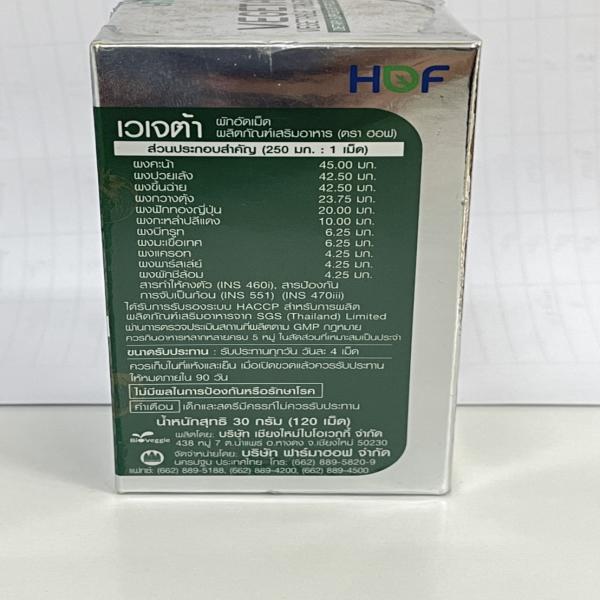 HOF
เวเจต้า ผักอัดเม็ด
ผลิตภัณฑ์เสริมอาหาร (ตรา ฮอฟ)
ส่วนประกอบสำคัญ (250 มก. : 1 เม็ด)
ผงคะน้า 45.00 มก.
ผงปวยเล้ง 42.50 มก.
ผงขึ้นฉ่าย 42.50 มก.
ผงกวางตุ้ง 23.75 มก.
ผงฟักทองญี่ปุ่น 20.00 มก.
ผงกะหล่ำปลีแดง 10.00 มก.
ผงบีทรูท 6.25 มก.
ผงมะเขือเทศ 6.25 มก.
ผงแครอท 4.25 มก.
ผงพาร์สเล่ย์ 4.25 มก.
ผงผักชีล้อม 4.25 มก.
สารทำให้คงตัว (INS 460i), สารป้องกัน
การจับเป็นก้อน (INS 551) (INS 470iii)
ได้รับการรับรองระบบ HACCP สำหรับการผลิต
ผลิตภัณฑ์เสริมอาหารจาก SGS (Thailand) Limited
ผ่านการตรวจประเมินสถานที่ผลิตตาม GMP กฎหมาย
ควรกินอาหารหลากหลายครบ 5 หมู่ ในสัดส่วนที่เหมาะสมเป็นประจำ
ขนาดรับประทาน : รับประทานทุกวัน วันละ 4 เม็ด
ควรเก็บในที่แห้งและเย็น เมื่อเปิดขวดแล้วควรรับประทาน
ให้หมดภายใน 90 วัน
ไม่มีผลในการป้องกันหรือรักษาโรค
คำเตือน เด็กและสตรีมีครรภ์ไม่ควรรับประทาน
น้ำหนักสุทธิ 30 กรัม (120 เม็ด)
Bioveggie ผลิตโดย: บริษัท เชียงใหม่ไบโอเวกกี้ จำกัด
438 หมู่ 7 ต.น้ำแพร่ อ.หางดง จ.เชียงใหม่ 50230
จัดจำหน่ายโดย: บริษัท ฟาร์มาฮอฟ จำกัด
นครปฐม ประเทศไทย โทร: (662) 889-5820-9
แฟกซ์: (662) 889-5188, (662) 889-4200, (662) 889-4500